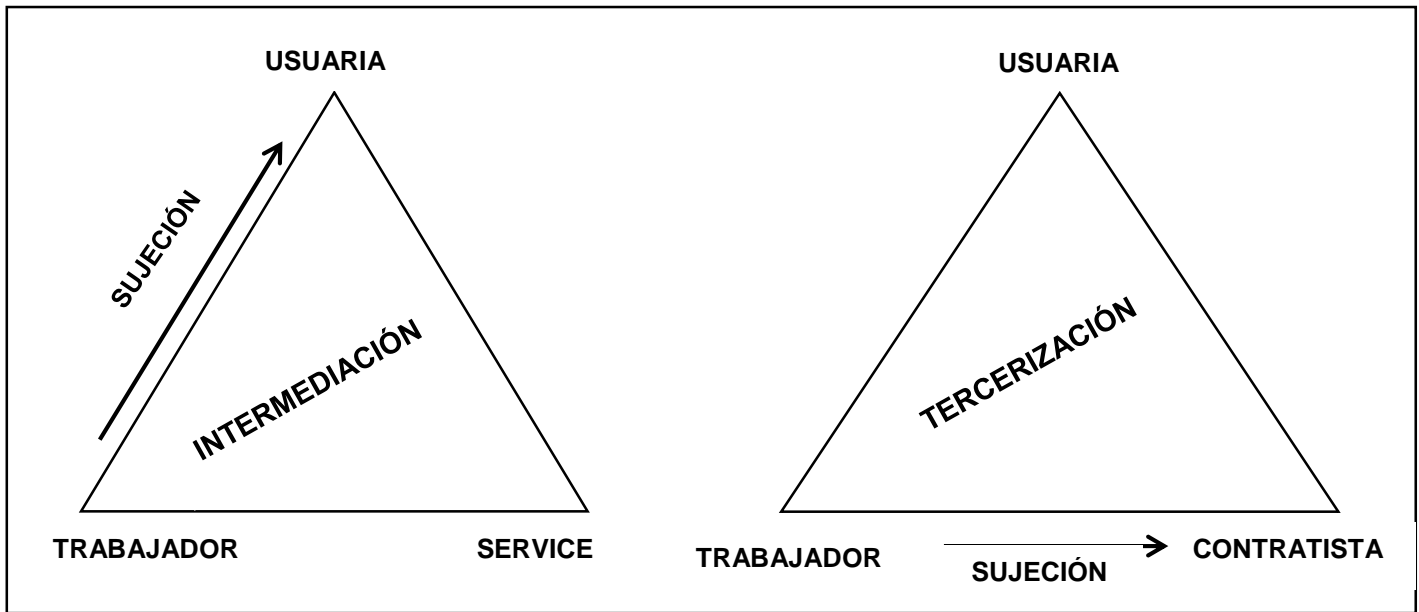 USUARIA
SUJECIÓN
INTERMEDIACIÓN
TRABAJADOR
SERVICE
USUARIA
TERCERIZACIÓN
TRABAJADOR
SUJECIÓN
CONTRATISTA